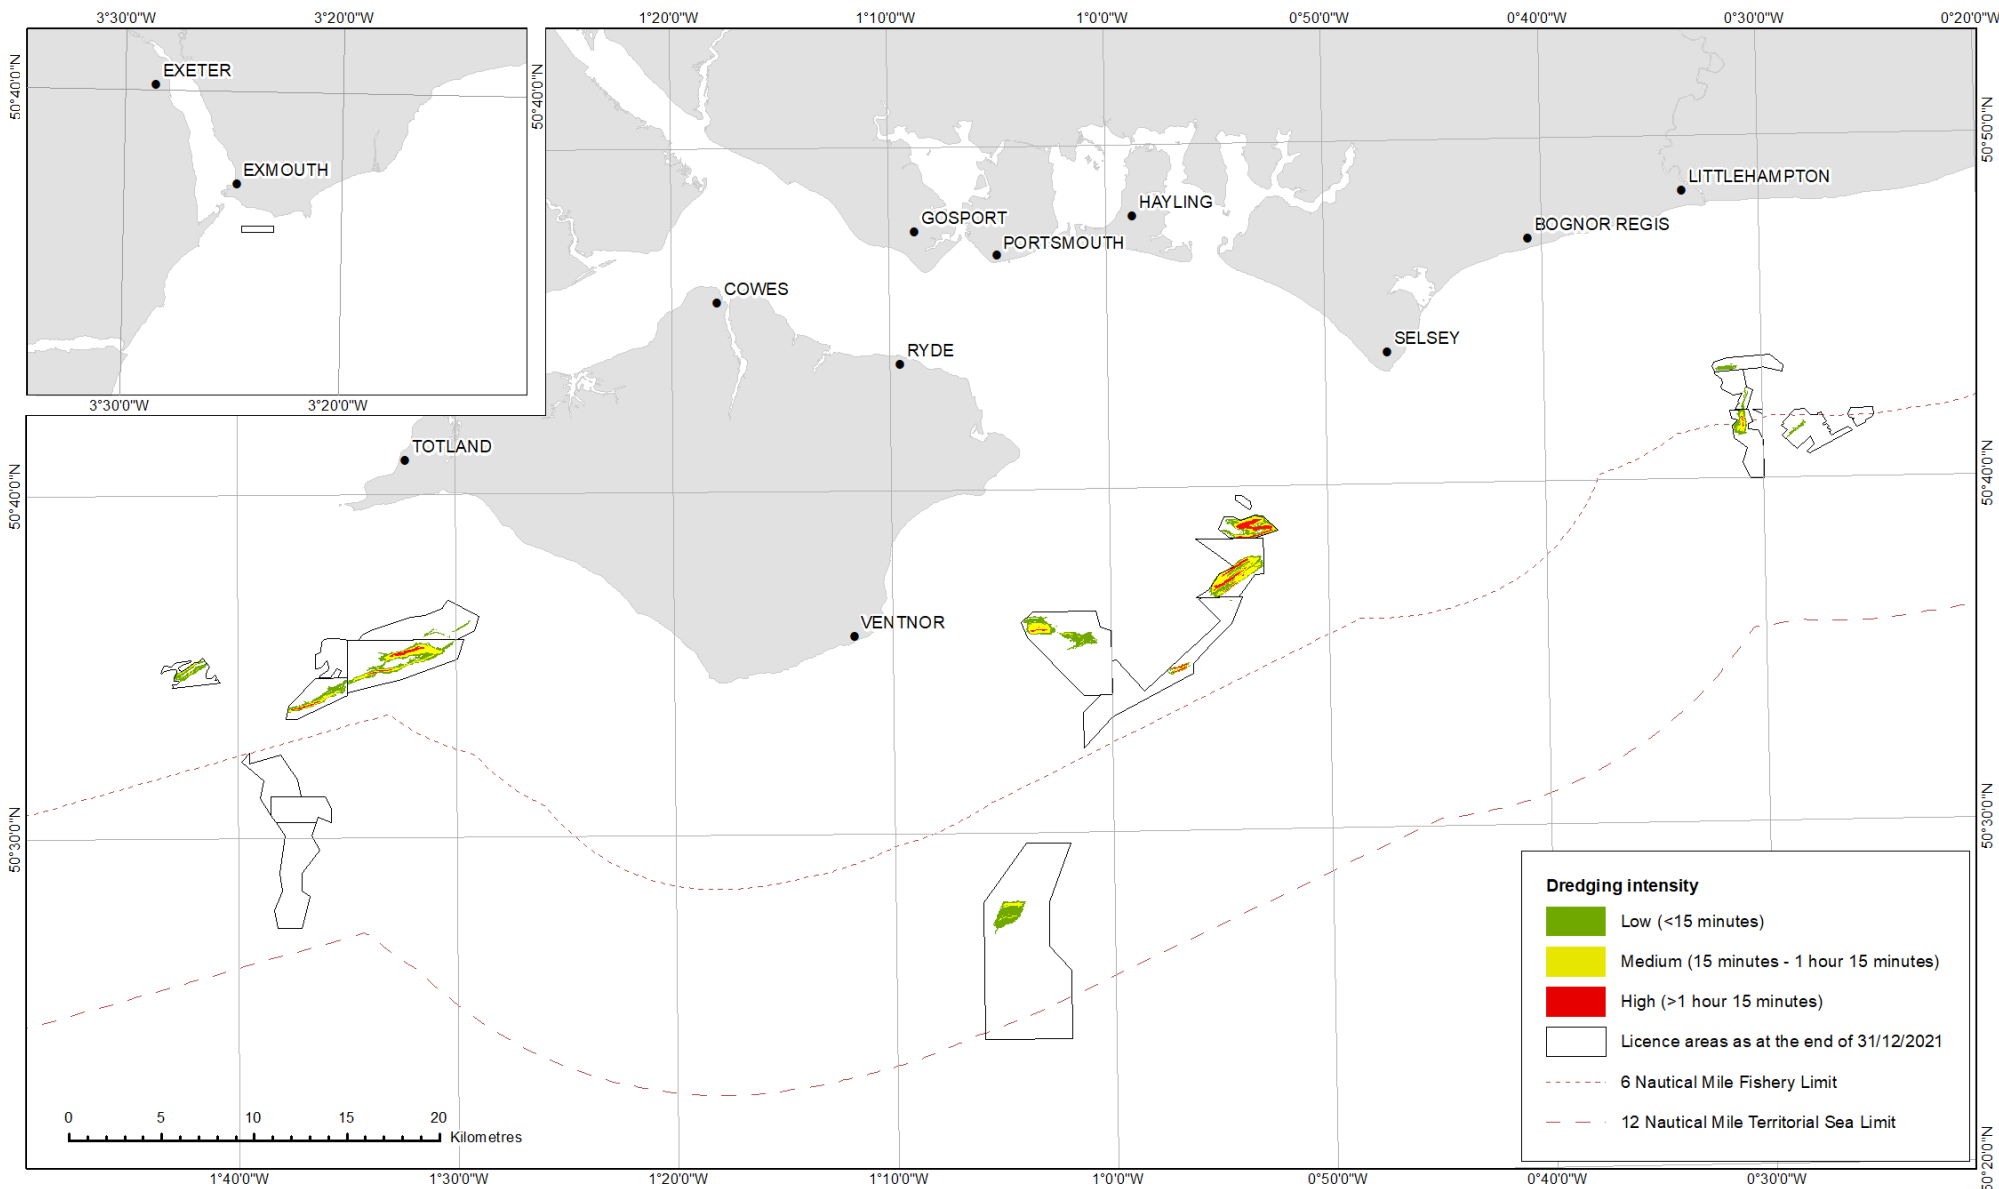 3°30'0"W 3°20'0"W 1°20'0"W 1°10'0"W 1°0'0"W 0°50'0"W 0°40'0"W 0°30'0"W 0°20'0"W
50°40'0"N
50°40'0"N
50°50'0"N
EXETER
EXMOUTH
LITTLEHAMPTON
HAYLING
GOSPORT
BOGNOR REGIS
PORTSMOUTH
COWES
SELSEY
RYDE
3°30'0"W 3°20'0"W
TOTLAND
50°40'0"N
50°40'0"N
VENTNOR
50°30'0"N
50°30'0"N
Dredging intensity
Low (<15 minutes)
Medium (15 minutes - 1 hour 15 minutes)
High (>1 hour 15 minutes)
Licence areas as at the end of 31/12/2021
6 Nautical Mile Fishery Limit
12 Nautical Mile Territorial Sea Limit
0 5 10 15 20
Kilometres
50°20'0"N
1°40'0"W 1°30'0"W 1°20'0"W 1°10'0"W 1°0'0"W 0°50'0"W 0°40'0"W 0°30'0"W